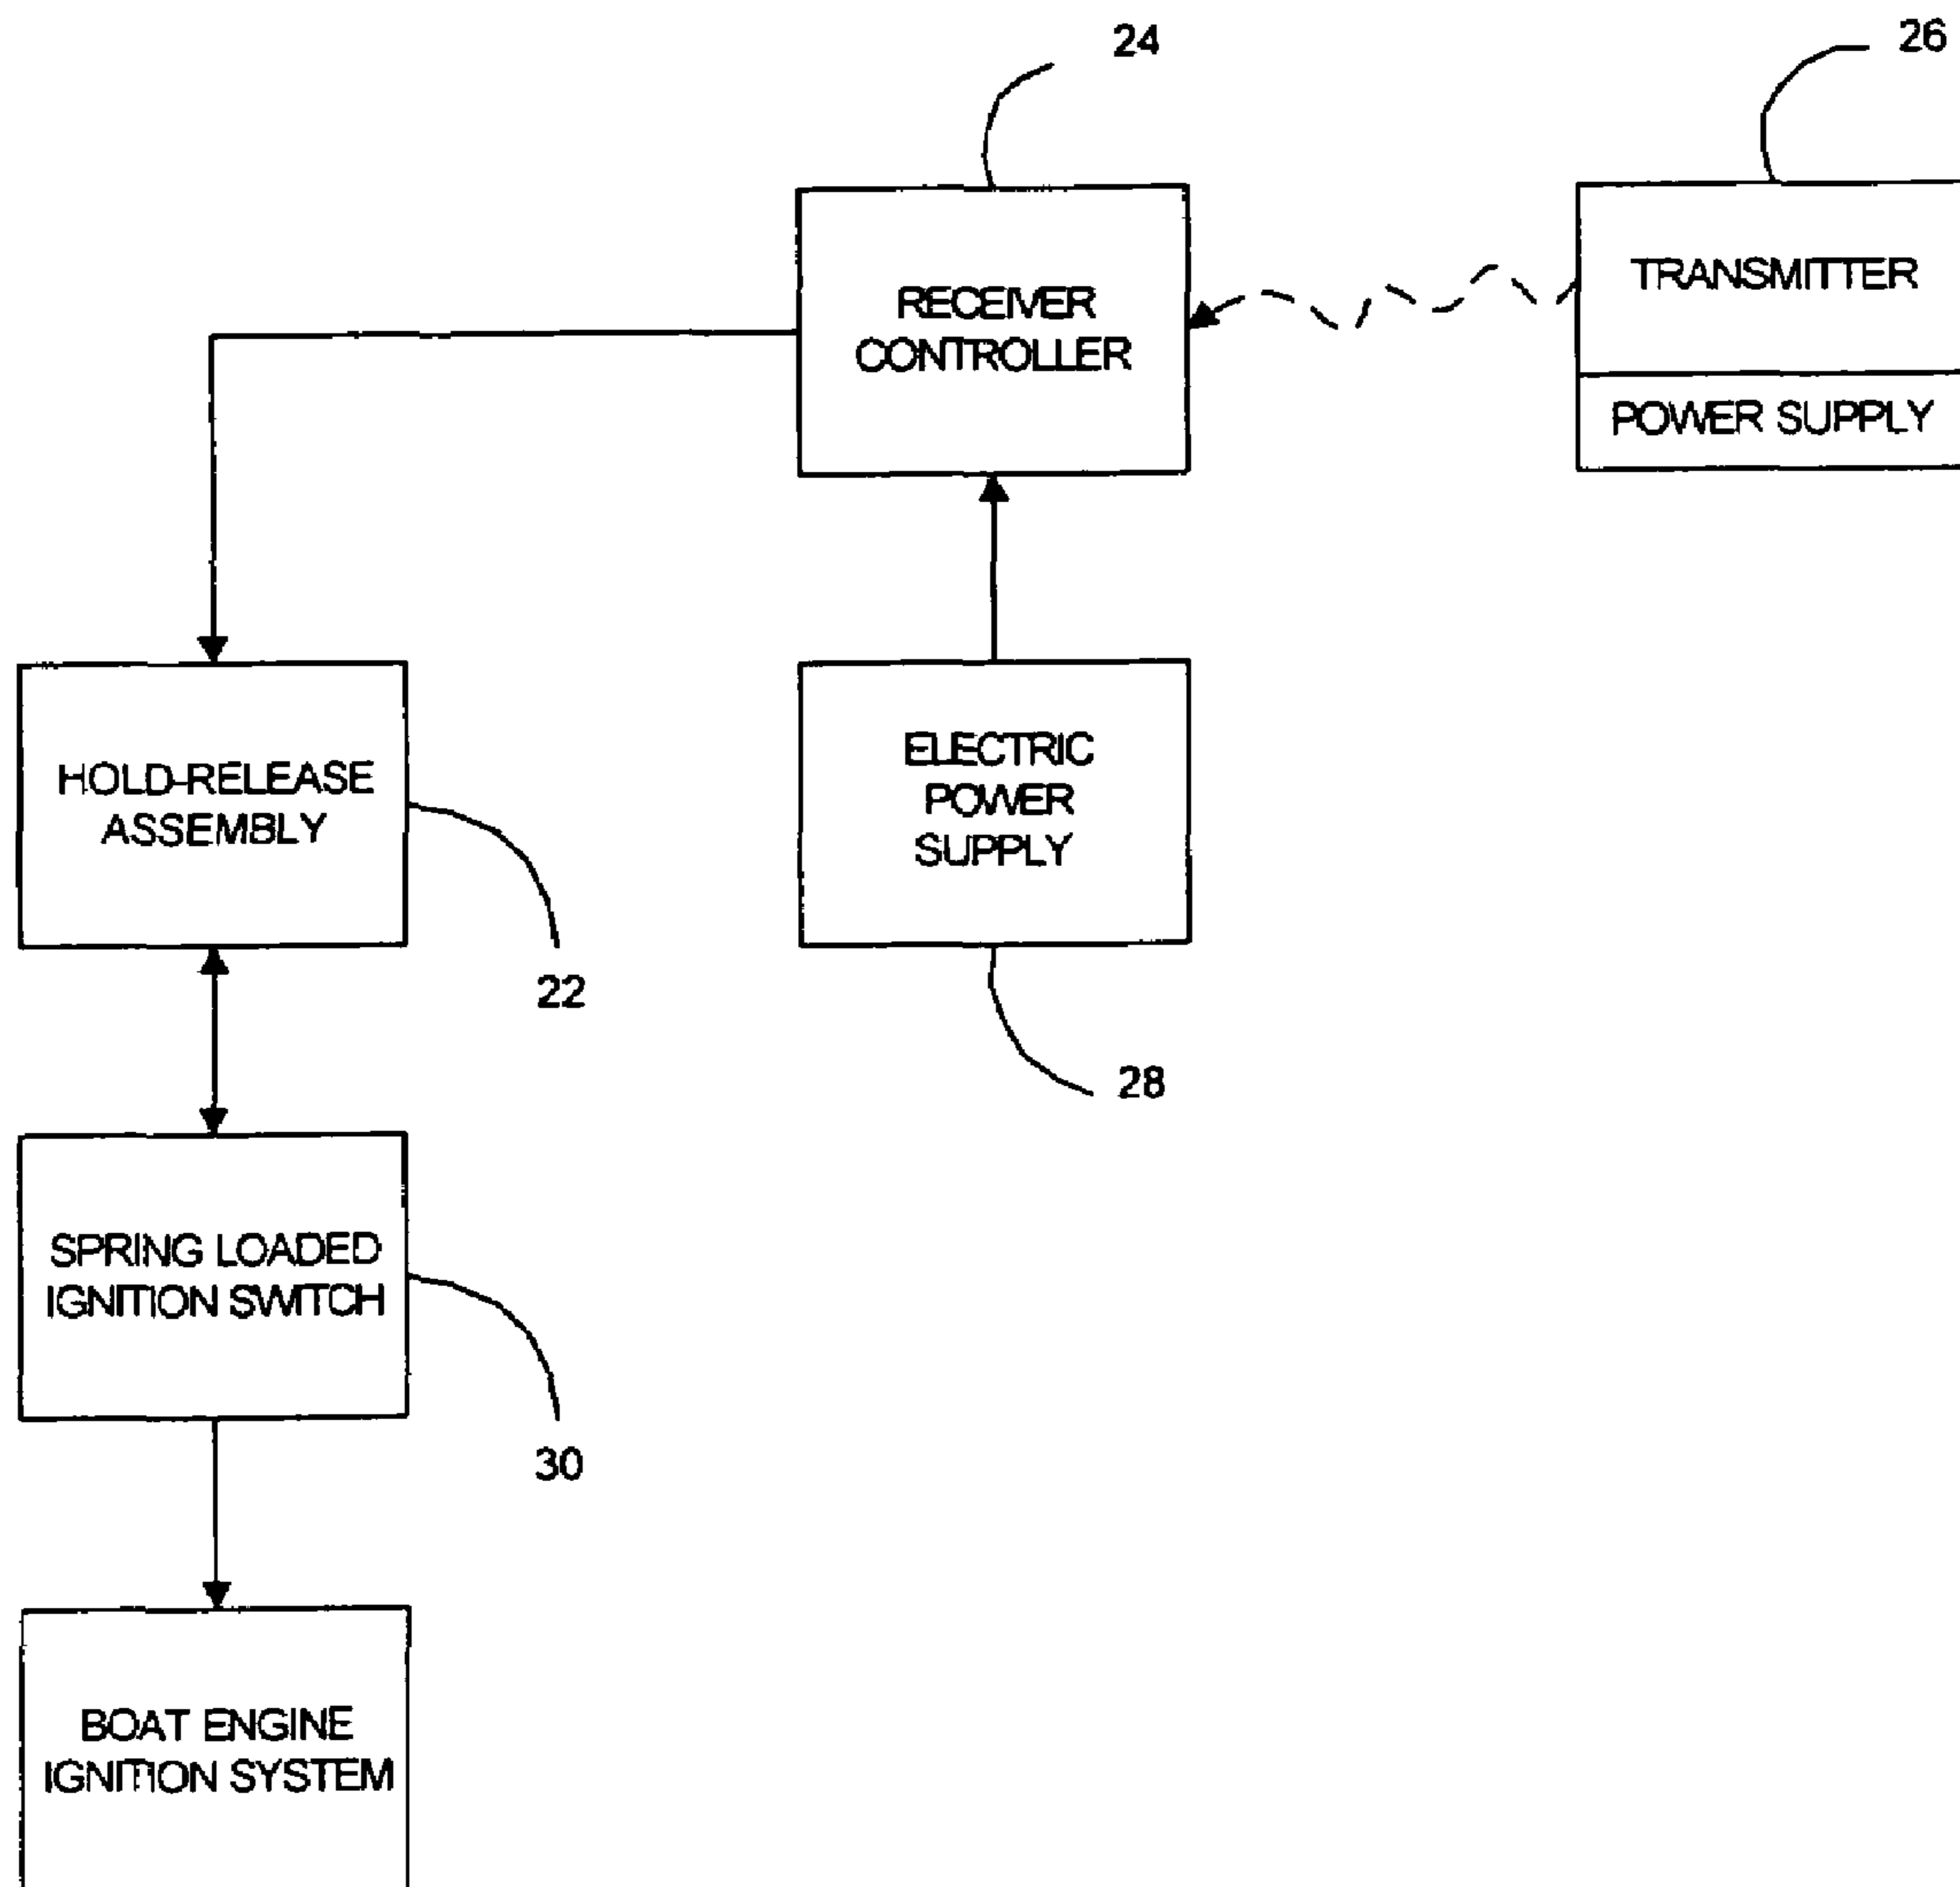 24
26
RECEIVER
CONTROLLER
TRANSMITTER
POWER SUPPLY
HOLD-RELEASE
ASSEMBLY
22
ELECTRIC
POWER
SUPPLY
28
SPRING LOADED
IGNITION SWITCH
30
BOAT ENGINE
IGNITION SYSTEM